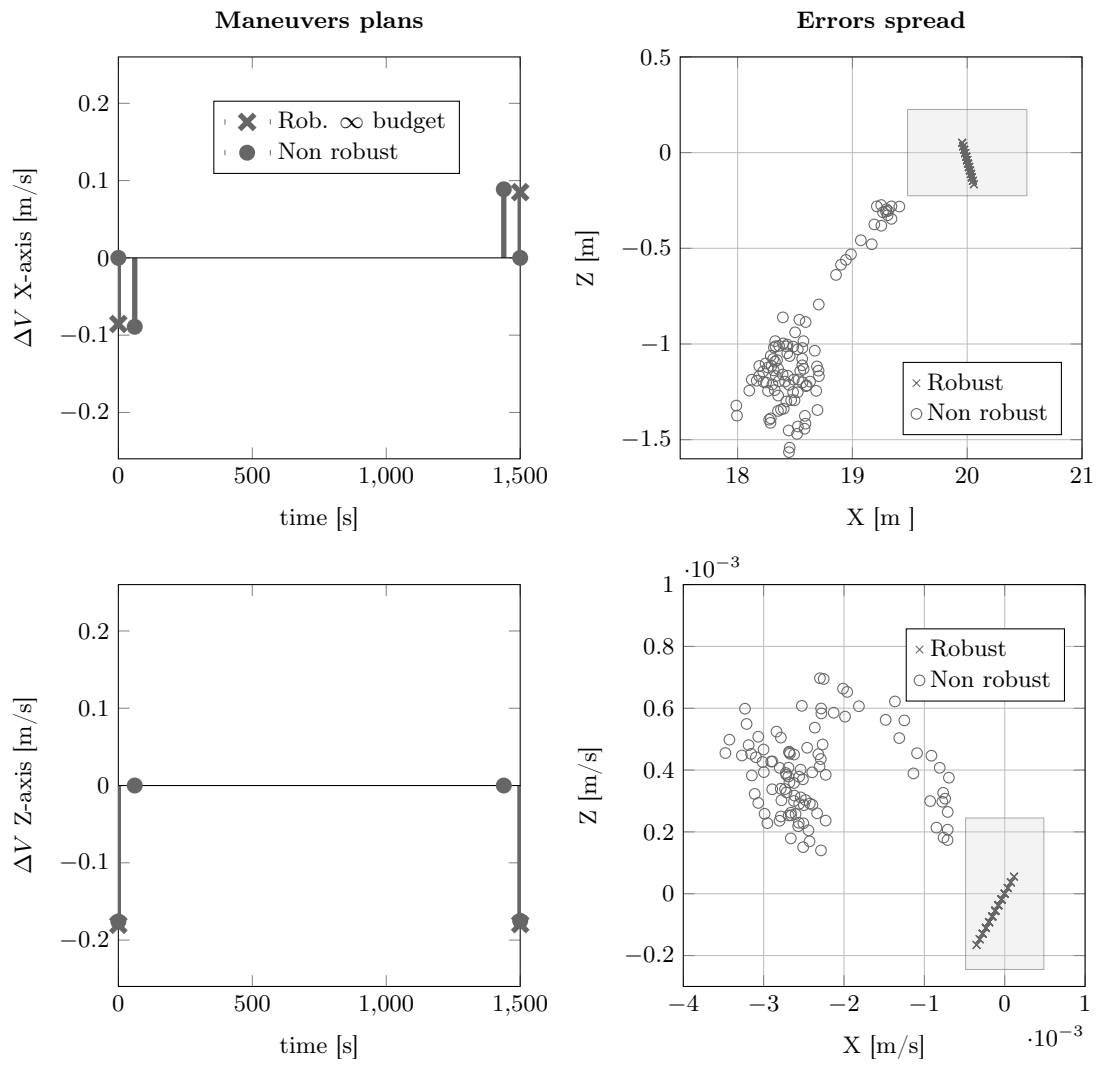 Maneuvers plans
Errors spread
0.2
0.1
0
−0.1
−0.2
ΔV X-axis [m/s]
Rob. ∞ budget
Non robust
0
500
1,000
1,500
time [s]
0.5
0
−0.5
−1
−1.5
Z [m]
Robust
Non robust
18
19
20
21
X [m ]
0.2
0.1
0
−0.1
−0.2
ΔV Z-axis [m/s]
0
500
1,000
1,500
time [s]
·10−3
1
0.8
0.6
0.4
0.2
0
−0.2
Z [m/s]
Robust
Non robust
−4
−3
−2
−1
0
1
X [m/s]
·10−3